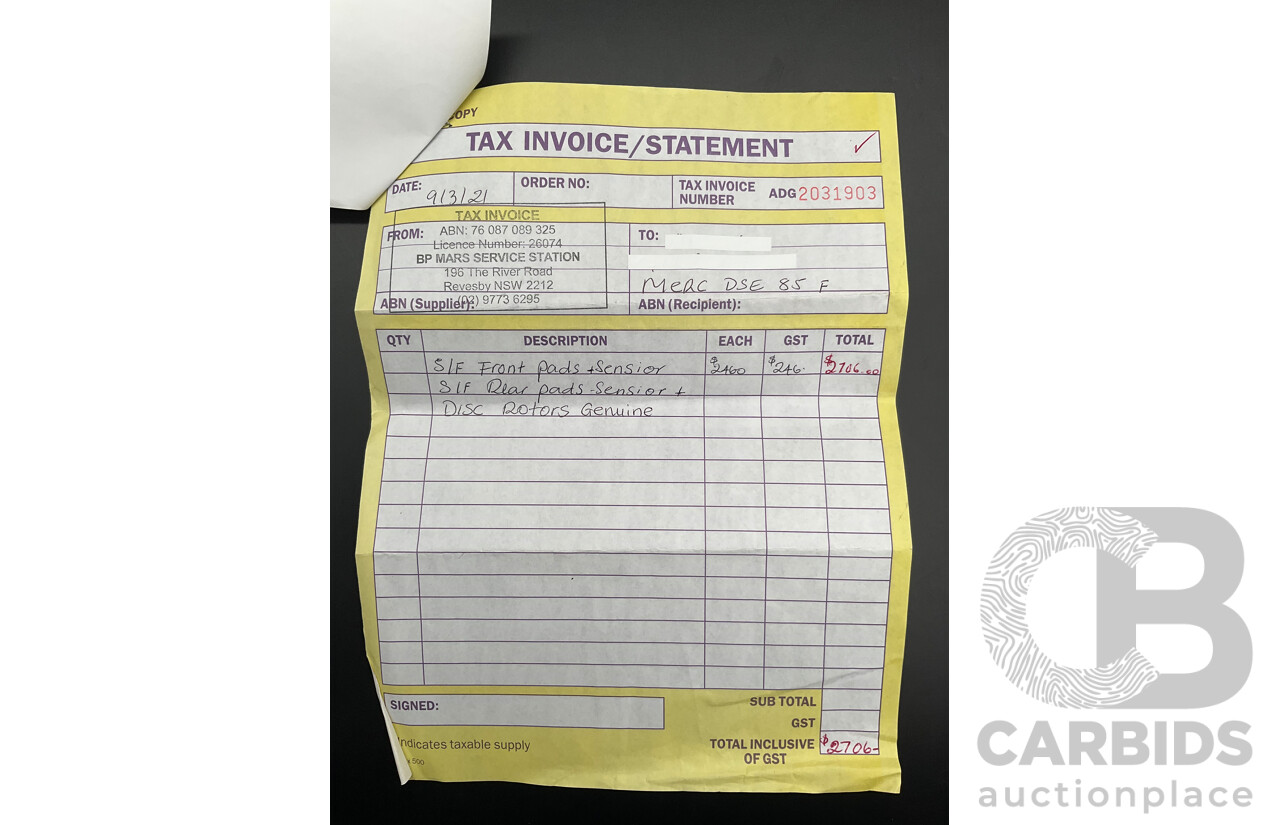 COPY
TAX INVOICE/STATEMENT ✓
DATE: 9/3/21
ORDER NO:
TAX INVOICE NUMBER ADG 2031903
FROM:
TAX INVOICE
ABN: 76 087 089 325
Licence Number: 26074
BP MARS SERVICE STATION
196 The River Road
Revesby NSW 2212
(02) 9773 6295
ABN (Supplier):
TO:
Merc DSE 85 F
ABN (Recipient):
QTY DESCRIPTION EACH GST TOTAL
S/F Front pads + Sensior $2460 $246. $2706.00
S/F Rear pads - Sensior +
Disc Rotors Genuine
SIGNED:
SUB TOTAL
GST
TOTAL INCLUSIVE OF GST $2706-
indicates taxable supply
x 500
CB
CARBIDS
auctionplace